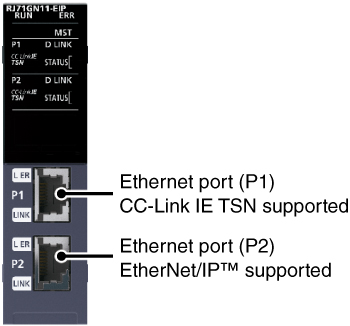 RJ71GN11-EIP
RUN ERR
MST
P1 D LINK
CC-Link IE
TSN STATUS
P2 D LINK
CC-Link IE
TSN STATUS
L ER
P1
LINK
Ethernet port (P1)
CC-Link IE TSN supported
L ER
P2
LINK
Ethernet port (P2)
EtherNet/IP™ supported